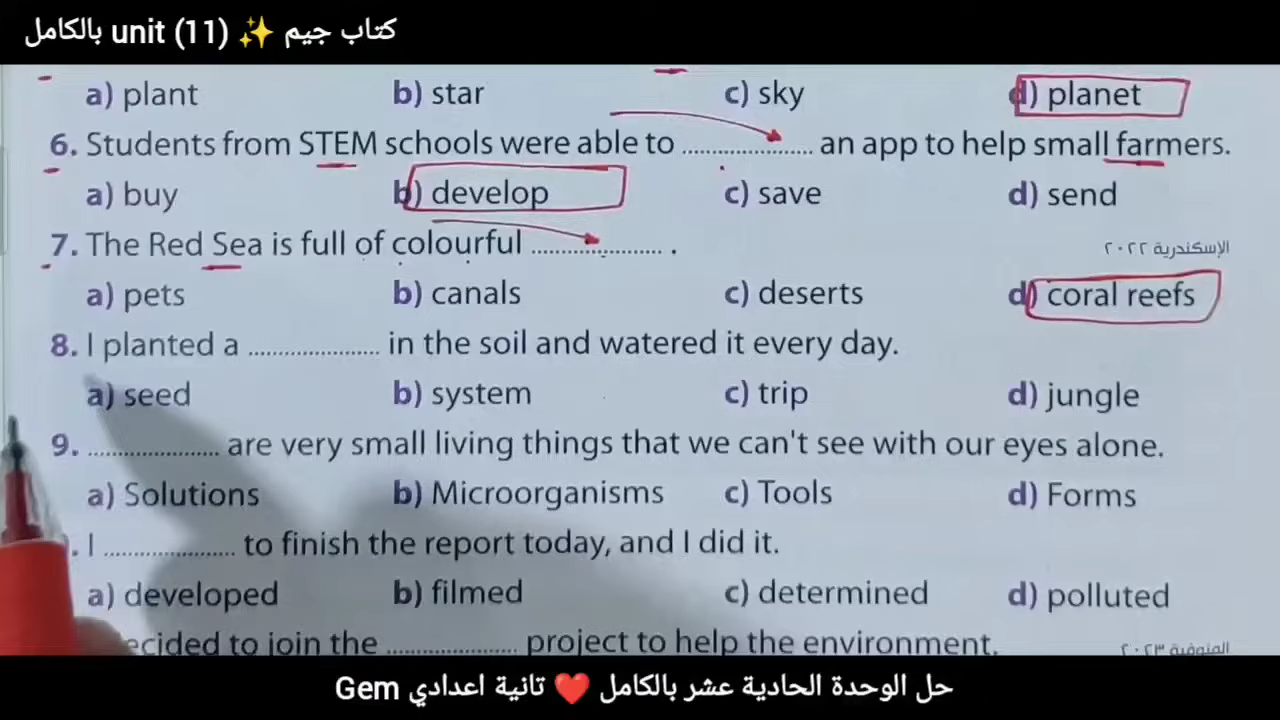 كتاب جيم ✨ unit (11) بالكامل
a) plant b) star c) sky d) planet
6. Students from STEM schools were able to .................... an app to help small farmers.
a) buy b) develop c) save d) send
7. The Red Sea is full of colourful .................... . الإسكندرية ٢٠٢٢
a) pets b) canals c) deserts d) coral reefs
8. I planted a .................... in the soil and watered it every day.
a) seed b) system c) trip d) jungle
9. .................... are very small living things that we can't see with our eyes alone.
a) Solutions b) Microorganisms c) Tools d) Forms
. I .................... to finish the report today, and I did it.
a) developed b) filmed c) determined d) polluted
ecided to join the .................... project to help the environment. المنوفية ٢٠٢٣
حل الوحدة الحادية عشر بالكامل ❤️ تانية اعدادي Gem